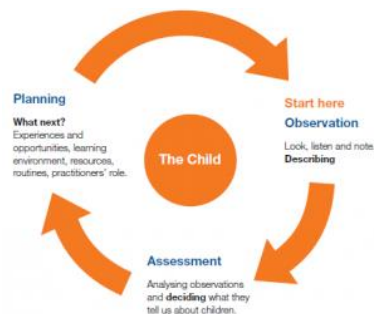 Start here
Observation
Look, listen and note
Describing
Assessment
Analysing observations
and deciding what they
tell us about children.
Planning
What next?
Experiences and
opportunities, learning
environment, resources,
routines, practitioners' role.
The Child